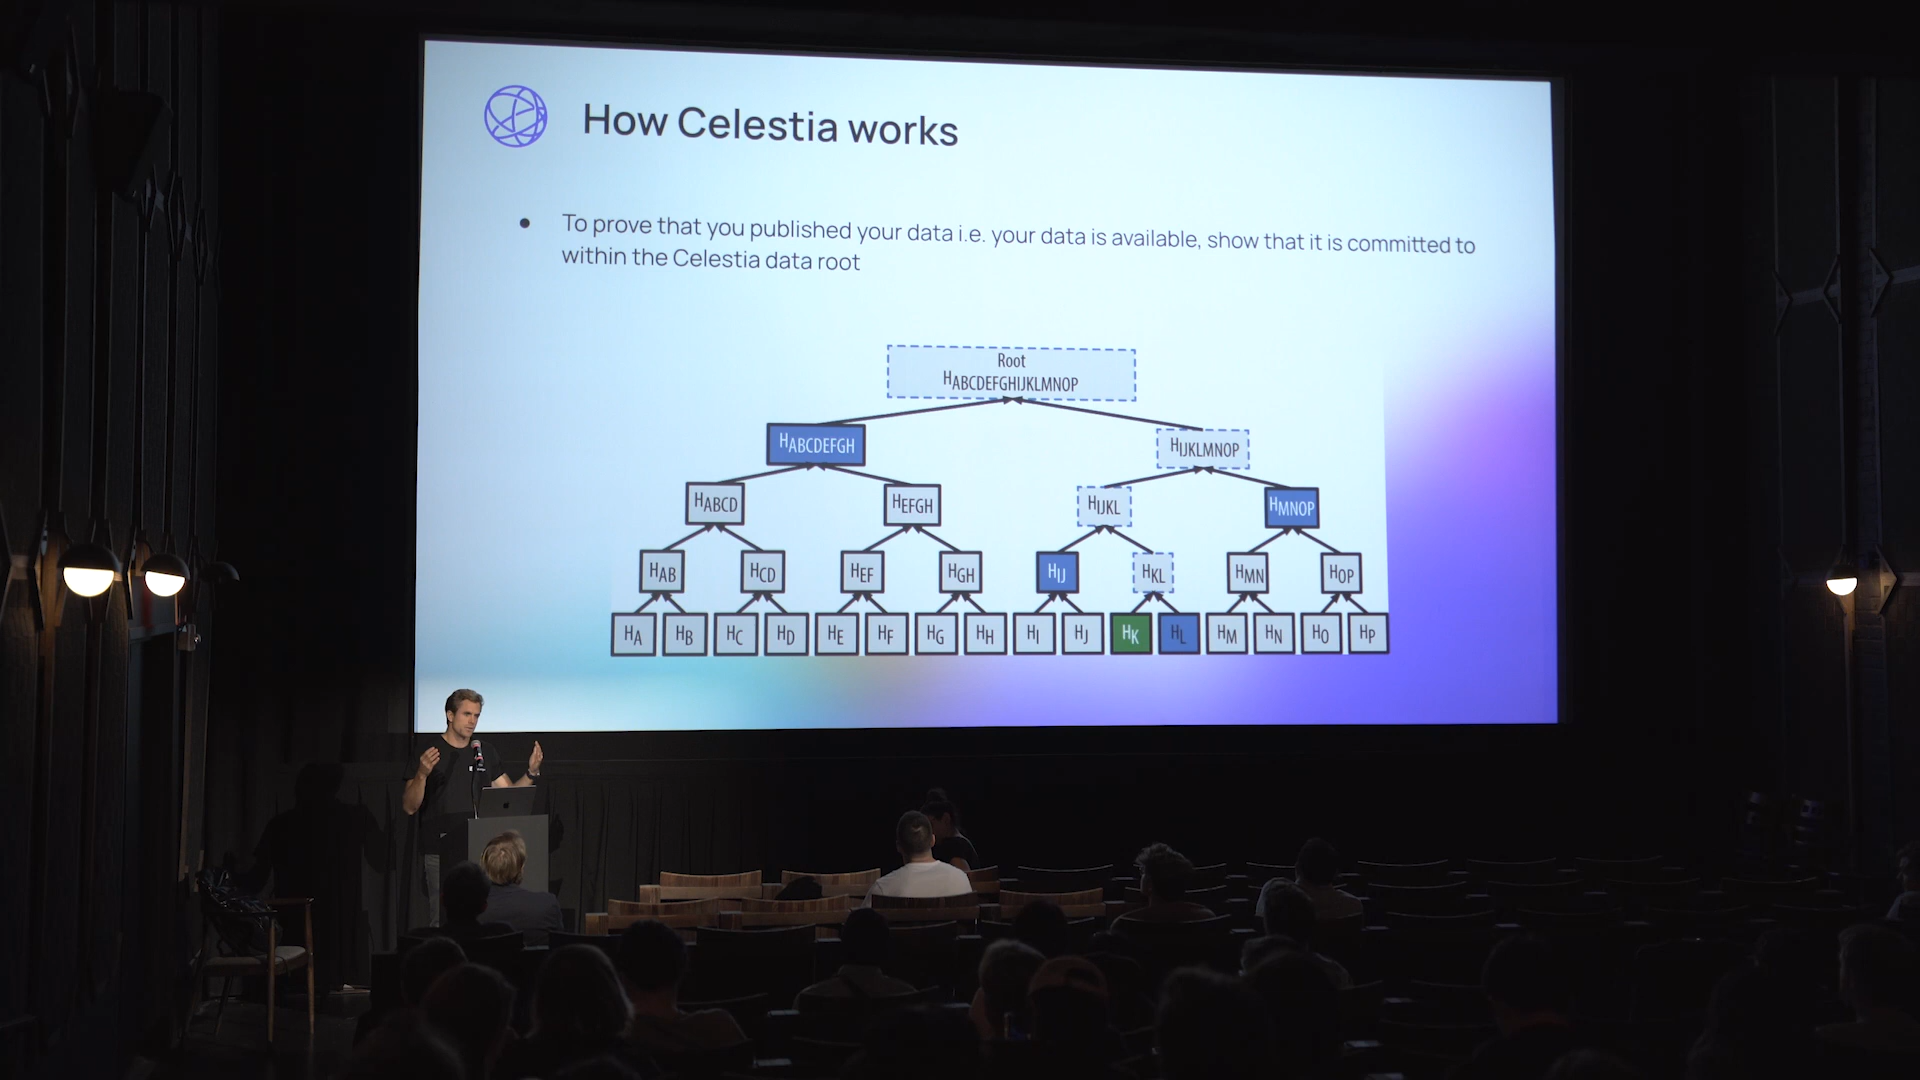 How Celestia works
• To prove that you published your data i.e. your data is available, show that it is committed to
within the Celestia data root
Root
HABCDEFGHIJKLMNOP
HABCDEFGH HIJKLMNOP
HABCD HEFGH HIJKL HMNOP
HAB HCD HEF HGH HIJ HKL HMN HOP
HA HB HC HD HE HF HG HH HI HJ HK HL HM HN HO HP